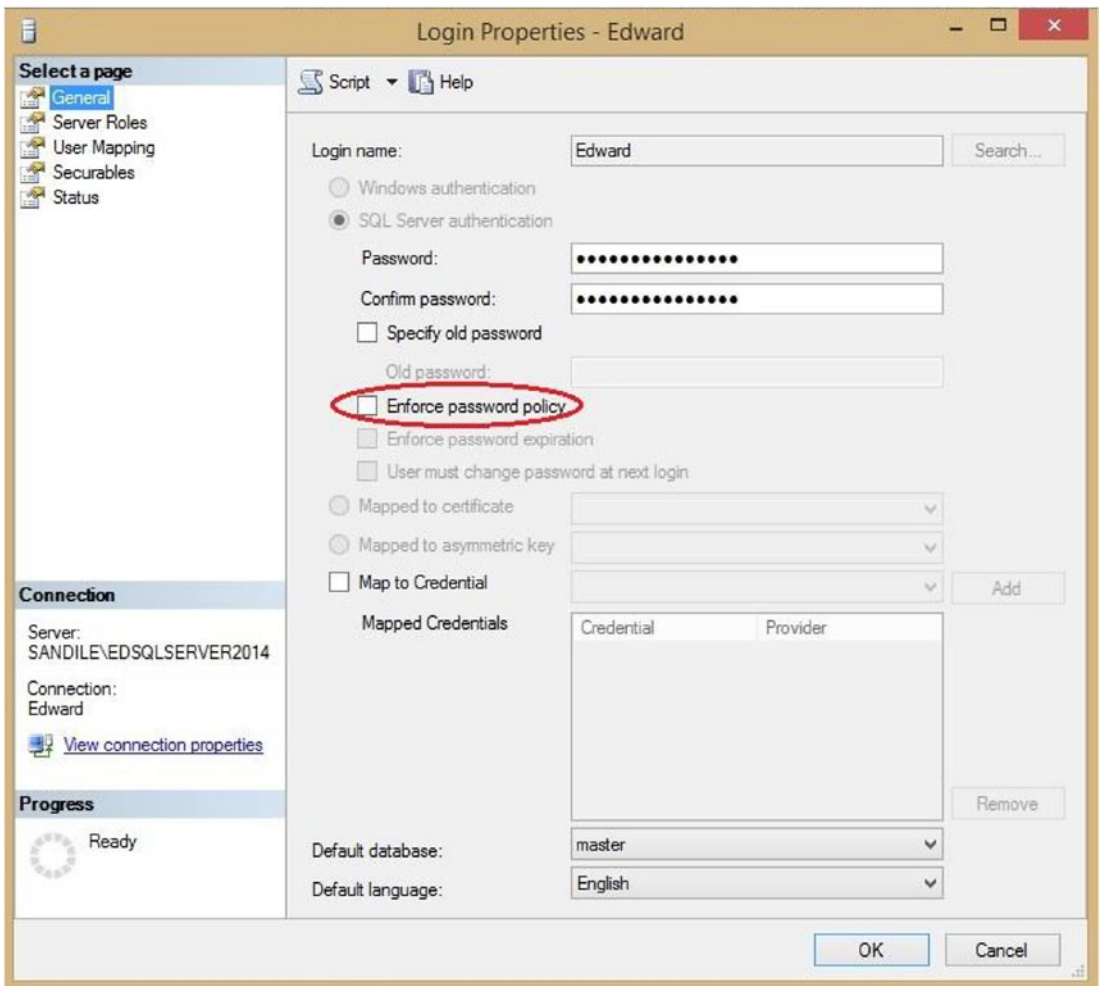 Login Properties - Edward
Select a page
General
Server Roles
User Mapping
Securables
Status
Script Help
Login name: Edward Search...
Windows authentication
SQL Server authentication
Password: •••••••••••••••
Confirm password: •••••••••••••••
Specify old password
Old password:
Enforce password policy
Enforce password expiration
User must change password at next login
Mapped to certificate
Mapped to asymmetric key
Map to Credential Add
Mapped Credentials Credential Provider
Remove
Default database: master
Default language: English
Connection
Server:
SANDILE\EDSQLSERVER2014
Connection:
Edward
View connection properties
Progress
Ready
OK Cancel